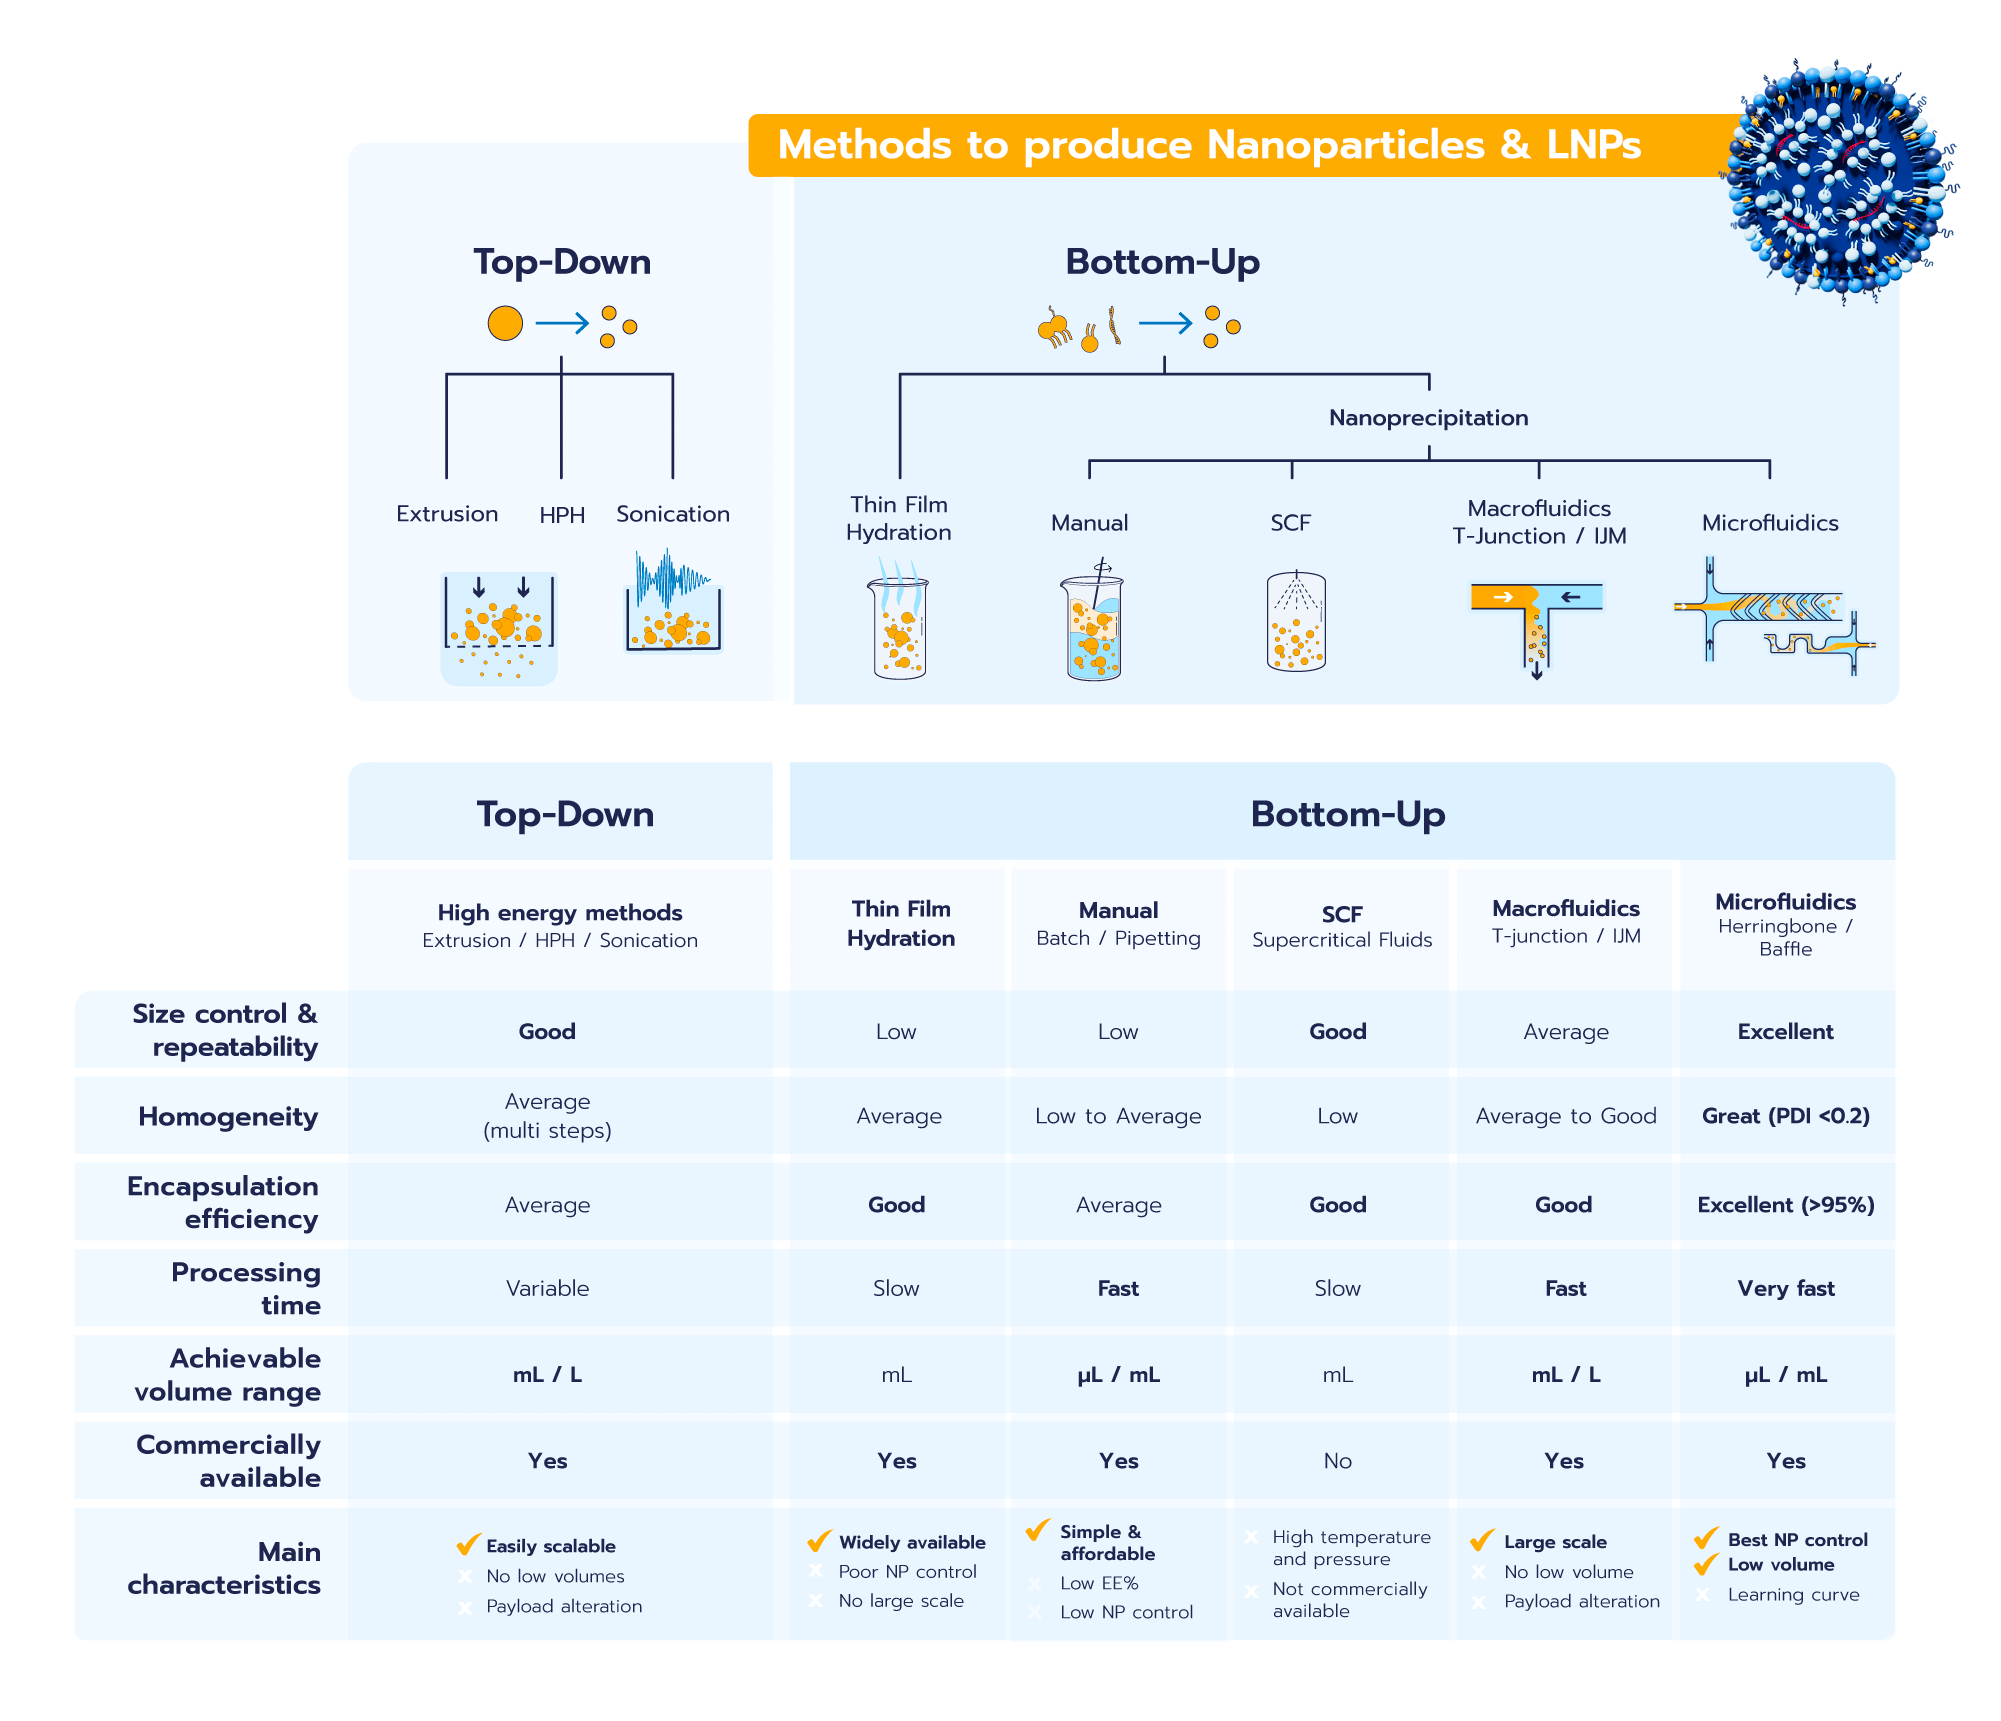 Methods to produce Nanoparticles & LNPs
Top-Down
Bottom-Up
Nanoprecipitation
Extrusion
HPH
Sonication
Thin Film
Hydration
Manual
SCF
Macrofluidics
T-Junction / IJM
Microfluidics
Top-Down
Bottom-Up
High energy methods
Extrusion / HPH / Sonication
Thin Film
Hydration
Manual
Batch / Pipetting
SCF
Supercritical Fluids
Macrofluidics
T-junction / IJM
Microfluidics
Herringbone /
Baffle
Size control &
repeatability
Good
Low
Low
Good
Average
Excellent
Homogeneity
Average
(multi steps)
Average
Low to Average
Low
Average to Good
Great (PDI <0.2)
Encapsulation
efficiency
Average
Good
Average
Good
Good
Excellent (>95%)
Processing
time
Variable
Slow
Fast
Slow
Fast
Very fast
Achievable
volume range
mL / L
mL
µL / mL
mL
mL / L
µL / mL
Commercially
available
Yes
Yes
Yes
No
Yes
Yes
Main
characteristics
Easily scalable
No low volumes
Payload alteration
Widely available
Poor NP control
No large scale
Simple &
affordable
Low EE%
Low NP control
High temperature
and pressure
Not commercially
available
Large scale
No low volume
Payload alteration
Best NP control
Low volume
Learning curve